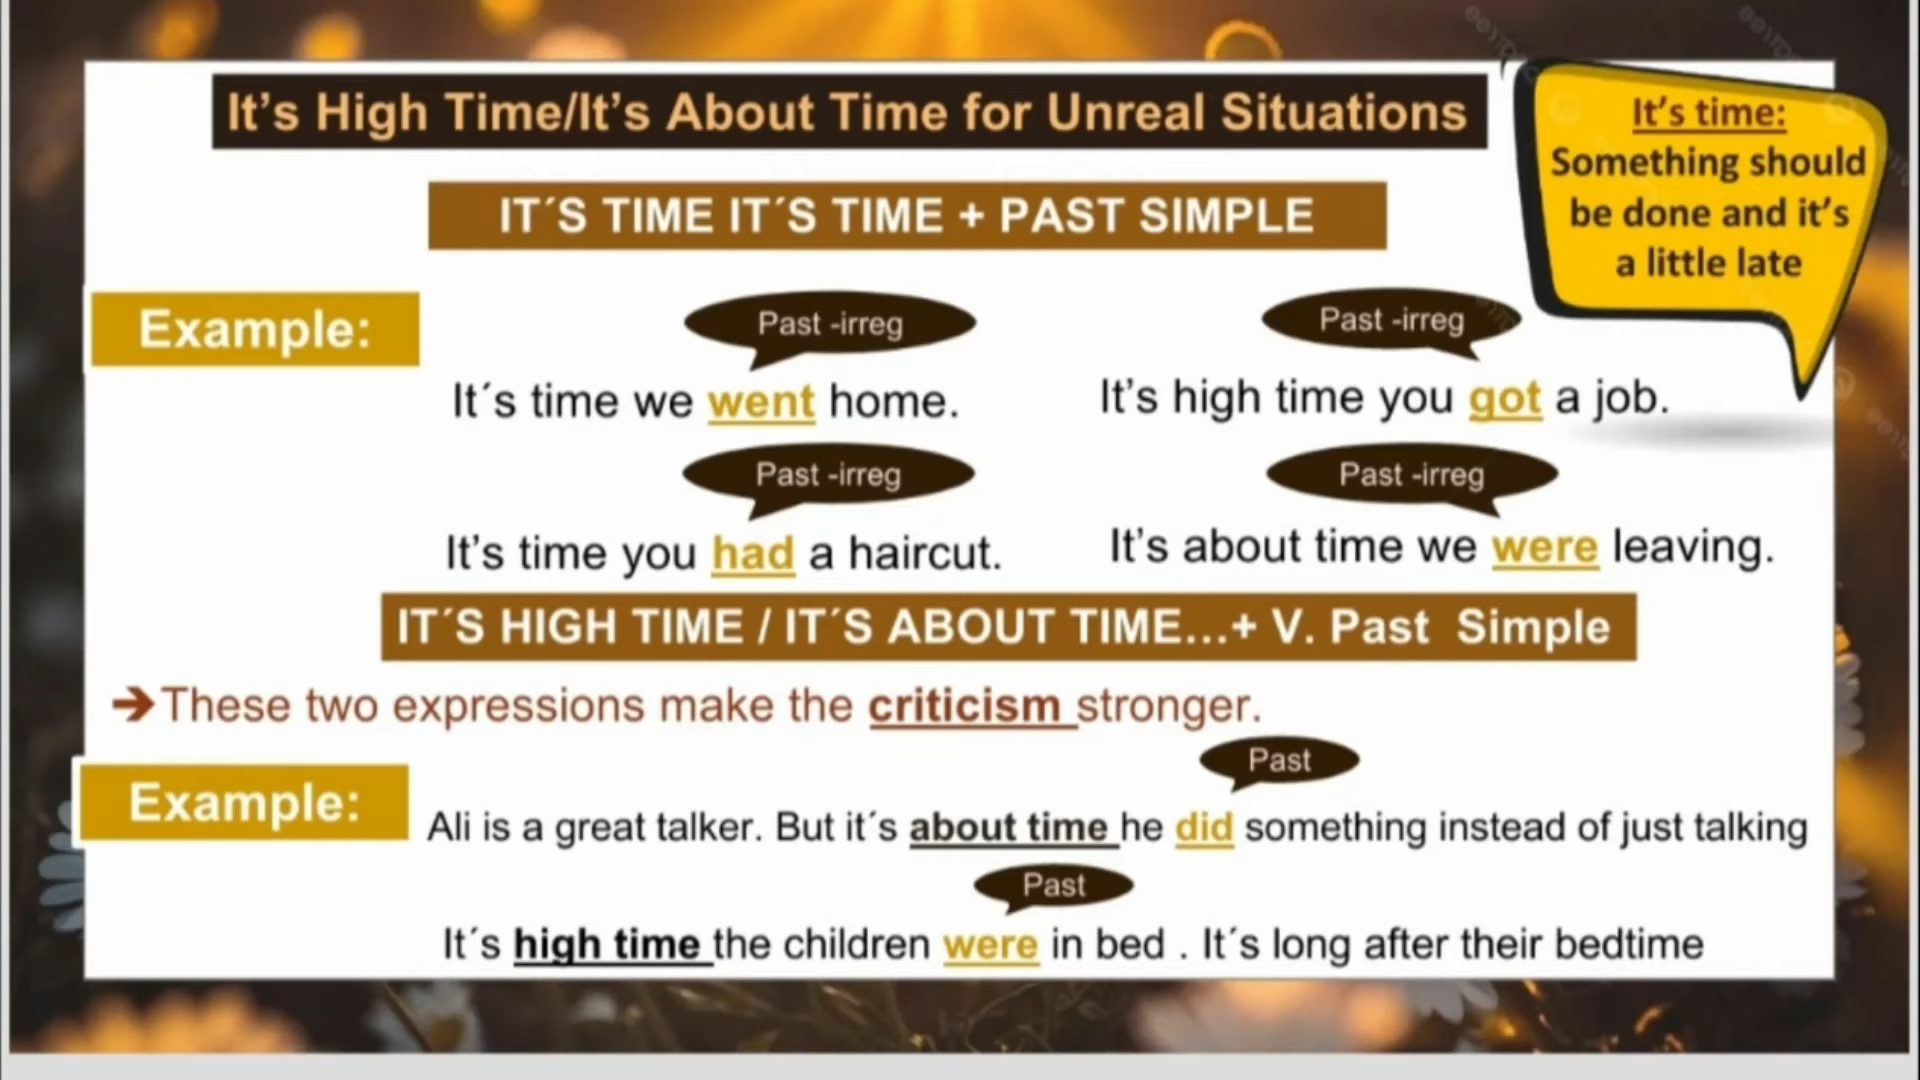 It’s High Time/It’s About Time for Unreal Situations
It’s time:
Something should
be done and it’s
a little late
IT´S TIME IT´S TIME + PAST SIMPLE
Example:
Past -irreg
Past -irreg
It´s time we went home.
It’s high time you got a job.
Past -irreg
Past -irreg
It’s time you had a haircut.
It’s about time we were leaving.
IT´S HIGH TIME / IT´S ABOUT TIME...+ V. Past Simple
➔These two expressions make the criticism stronger.
Past
Example:
Ali is a great talker. But it´s about time he did something instead of just talking
Past
It´s high time the children were in bed . It´s long after their bedtime